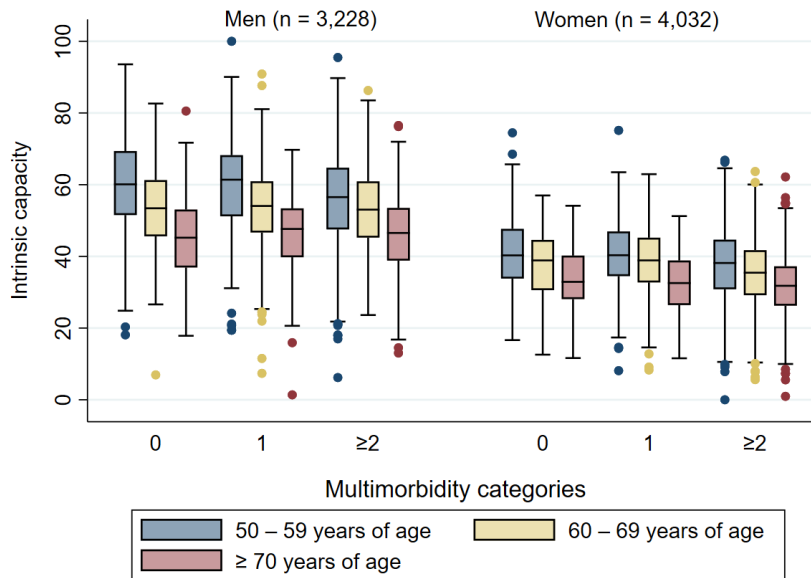 Men (n = 3,228) Women (n = 4,032)
Intrinsic capacity
100
80
60
40
20
0
0 1 ≥2 0 1 ≥2
Multimorbidity categories
50 – 59 years of age 60 – 69 years of age
≥ 70 years of age